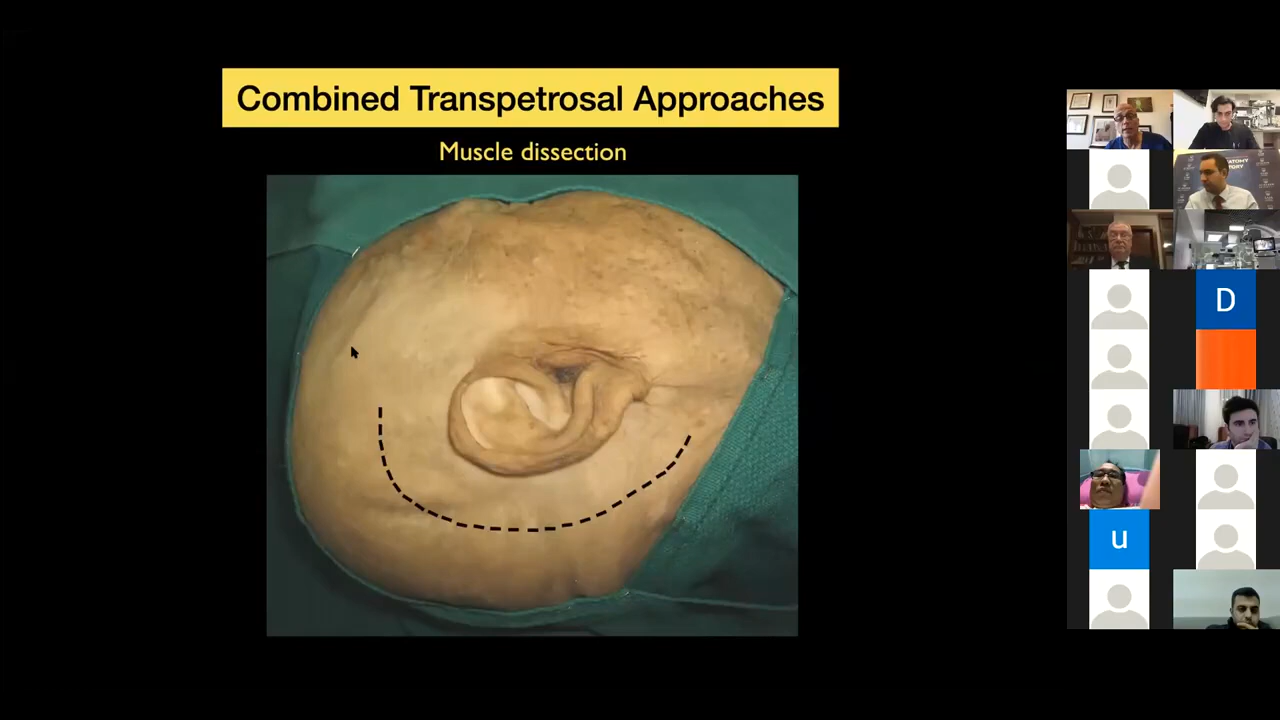 Combined Transpetrosal Approaches
Muscle dissection
D
u